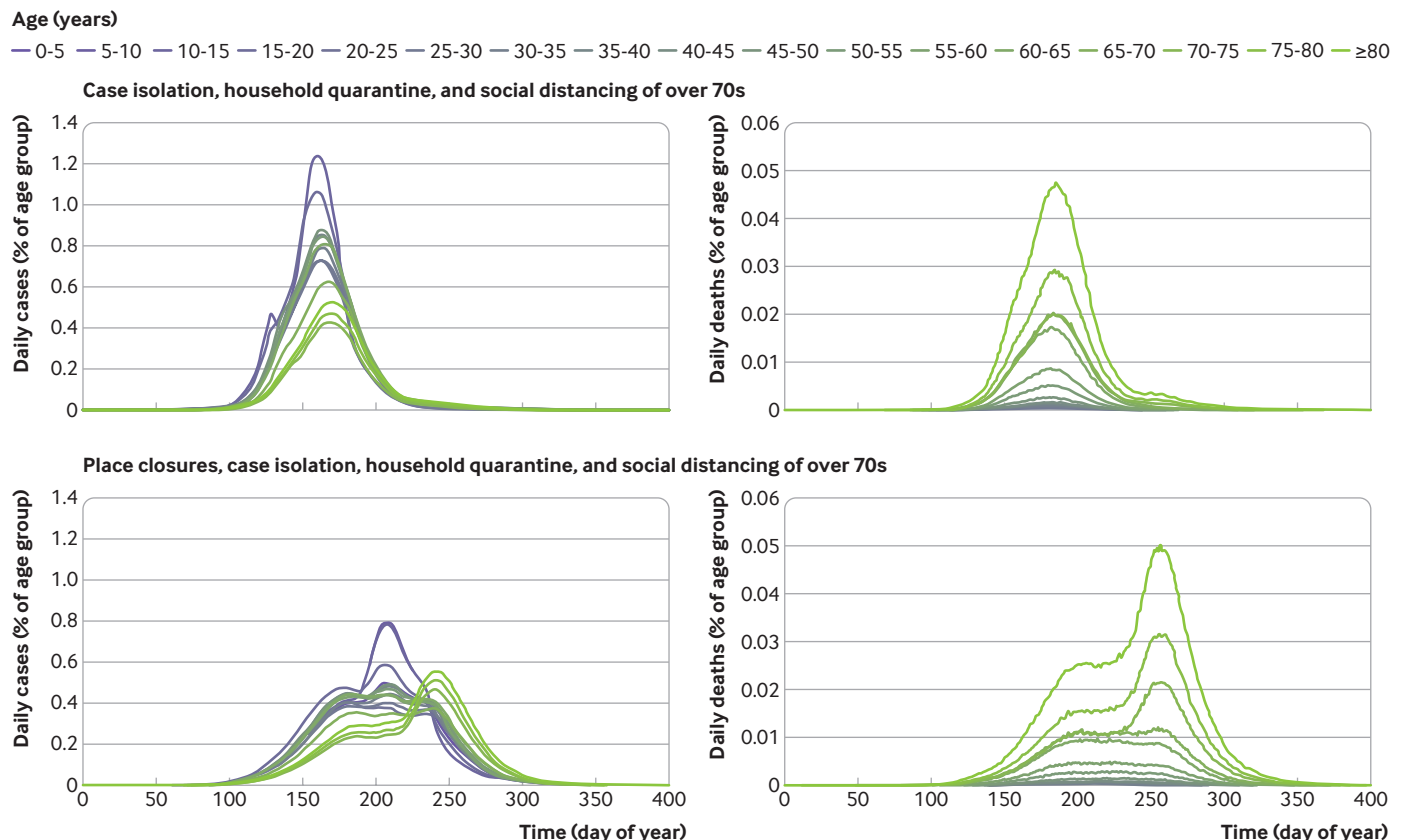 Age (years)
0-5 5-10 10-15 15-20 20-25 25-30 30-35 35-40 40-45 45-50 50-55 55-60 60-65 65-70 70-75 75-80 ≥80
Case isolation, household quarantine, and social distancing of over 70s
Daily cases (% of age group)
1.4
1.2
1.0
0.8
0.6
0.4
0.2
0
Daily deaths (% of age group)
0.06
0.05
0.04
0.03
0.02
0.01
0
Place closures, case isolation, household quarantine, and social distancing of over 70s
Daily cases (% of age group)
1.4
1.2
1.0
0.8
0.6
0.4
0.2
0
0 50 100 150 200 250 300 350 400
Time (day of year)
Daily deaths (% of age group)
0.06
0.05
0.04
0.03
0.02
0.01
0
0 50 100 150 200 250 300 350 400
Time (day of year)